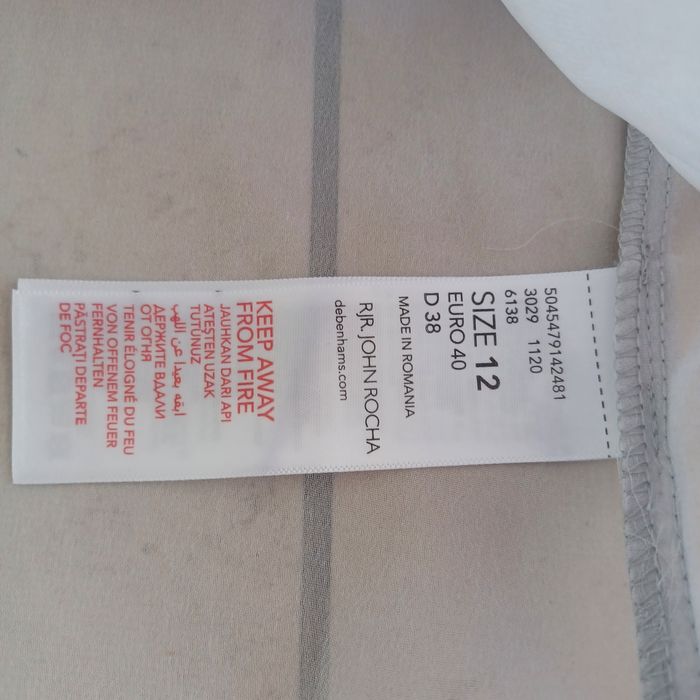 5045479142481
3029 1120
6138
SIZE 12
EURO 40
D 38
MADE IN ROMANIA
RJR.JOHN ROCHA
debenhams.com
KEEP AWAY
FROM FIRE
JAUHKAN DARI API
ATEŞTEN UZAK
TUTUNUZ
ابقه بعيدا عن اللهب
ДЕРЖИТЕ ВДАЛИ
ОТ ОГНЯ
TENIR ÉLOIGNÉ DU FEU
VON OFFENEM FEUER
FERNHALTEN
PĂSTRAŢI DEPARTE
DE FOC